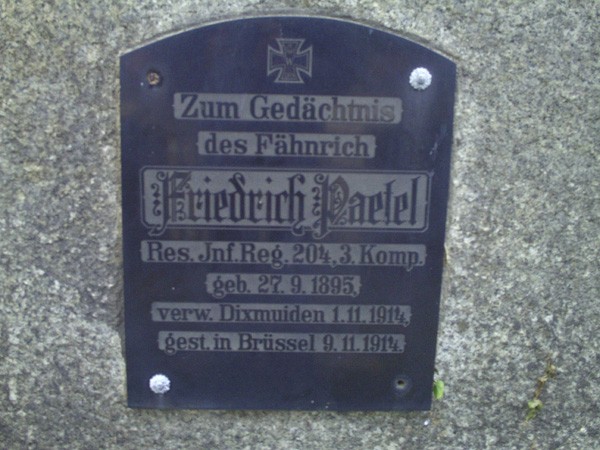 Zum Gedächtnis
des Fähnrich
Friedrich Paetel
Res. Jnf. Reg. 204, 3. Komp.
geb. 27. 9. 1895,
verw. Dixmuiden 1. 11. 1914,
gest. in Brüssel 9. 11. 1914.